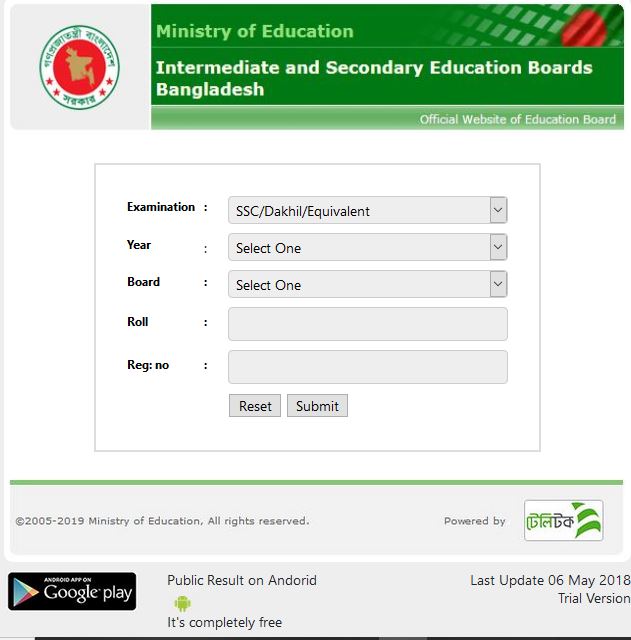 গণপ্রজাতন্ত্রী বাংলাদেশ
সরকার
Ministry of Education
Intermediate and Secondary Education Boards
Bangladesh
Official Website of Education Board
Examination : SSC/Dakhil/Equivalent
Year : Select One
Board : Select One
Roll :
Reg: no :
Reset Submit
©2005-2019 Ministry of Education, All rights reserved.
Powered by টেলিটক
ANDROID APP ON
Google play
Public Result on Andorid
It's completely free
Last Update 06 May 2018
Trial Version